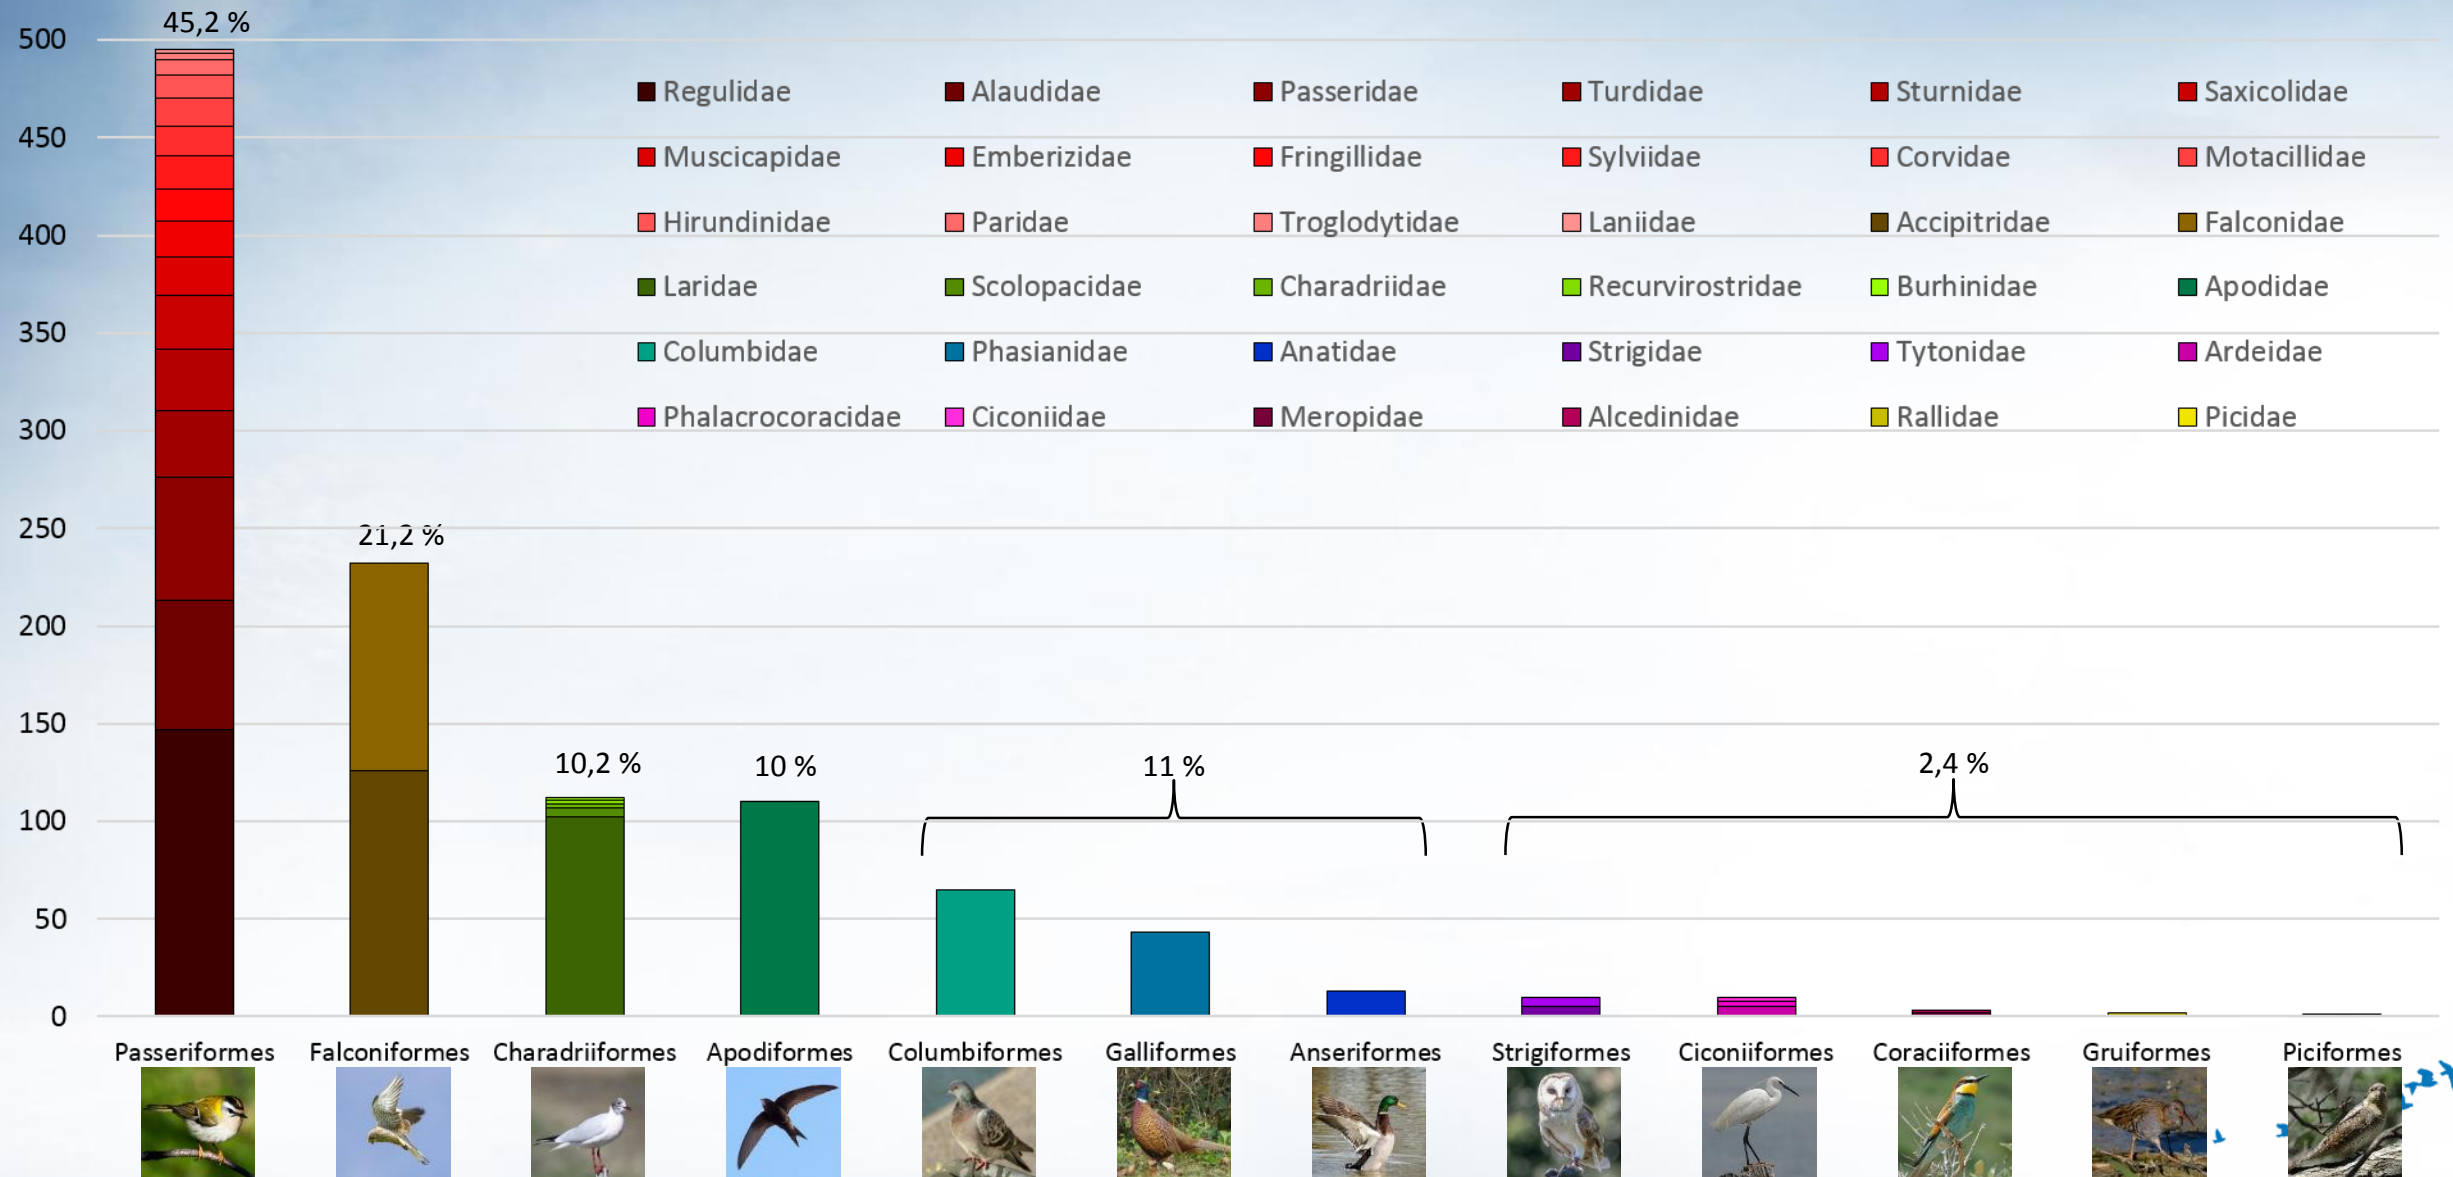 45,2 %
500
Regulidae Alaudidae Passeridae Turdidae Sturnidae Saxicolidae
450
Muscicapidae Emberizidae Fringillidae Sylviidae Corvidae Motacillidae
Hirundinidae Paridae Troglodytidae Laniidae Accipitridae Falconidae
400
Laridae Scolopacidae Charadriidae Recurvirostridae Burhinidae Apodidae
350
Columbidae Phasianidae Anatidae Strigidae Tytonidae Ardeidae
Phalacrocoracidae Ciconiidae Meropidae Alcedinidae Rallidae Picidae
300
250
21,2 %
200
150
10,2 % 10 % 11 % 2,4 %
100
50
0
Passeriformes Falconiformes Charadriiformes Apodiformes Columbiformes Galliformes Anseriformes Strigiformes Ciconiiformes Coraciiformes Gruiformes Piciformes